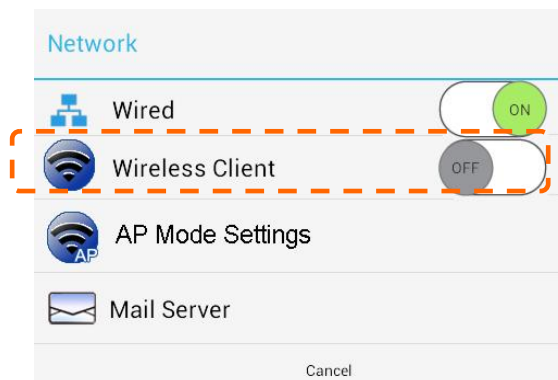 Network
Wired ON
Wireless Client OFF
AP
AP Mode Settings
Mail Server
Cancel